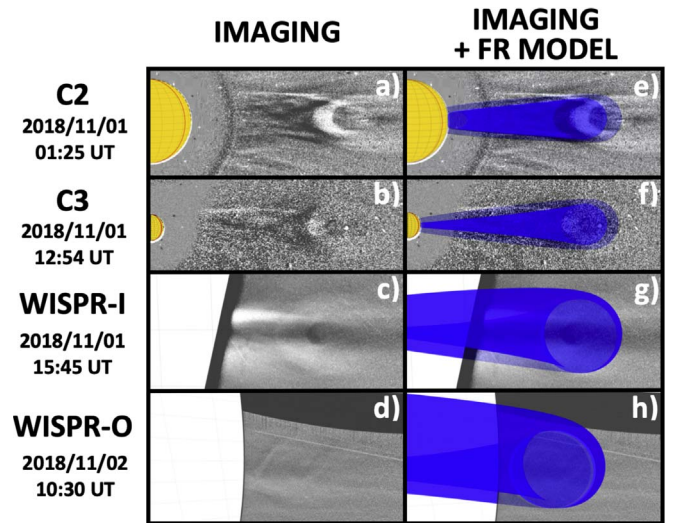 IMAGING
IMAGING
+ FR MODEL
C2
2018/11/01
01:25 UT
a)
e)
C3
2018/11/01
12:54 UT
b)
f)
WISPR-I
2018/11/01
15:45 UT
c)
g)
WISPR-O
2018/11/02
10:30 UT
d)
h)